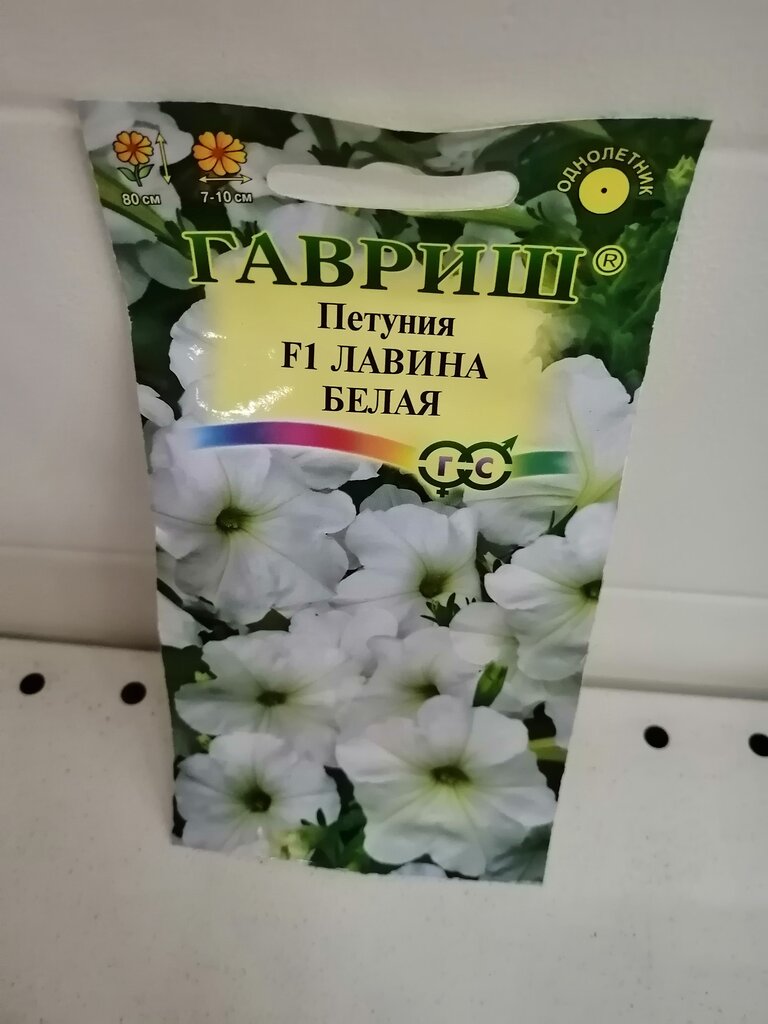 80 см
7-10 см
ОДНОЛЕТНИК
ГАВРИШ®
Петуния
F1 ЛАВИНА
БЕЛАЯ
Г-С